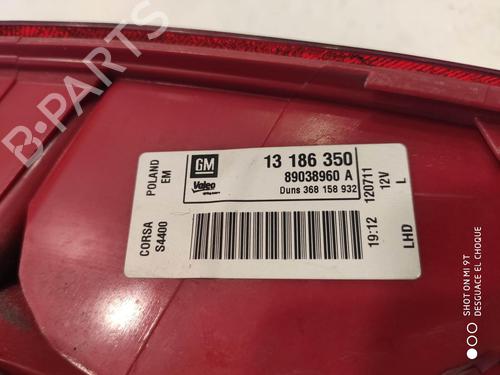 GM
Valeo
13 186 350
89038960 A
Duns 368 158 932
POLAND
EM
CORSA
S4400
120711
12V
L
19:12
LHD
B-PARTS
SHOT ON MI 9T
DESGUACE EL CHOQUE